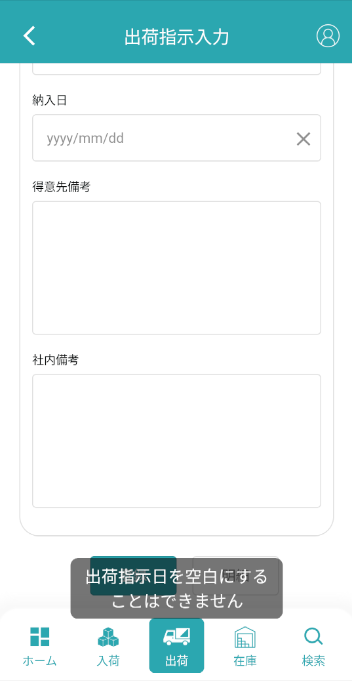 出荷指示入力
納入日
yyyy/mm/dd
得意先備考
社内備考
出荷指示日を空白にする
ことはできません
ホーム
入荷
出荷
在庫
検索